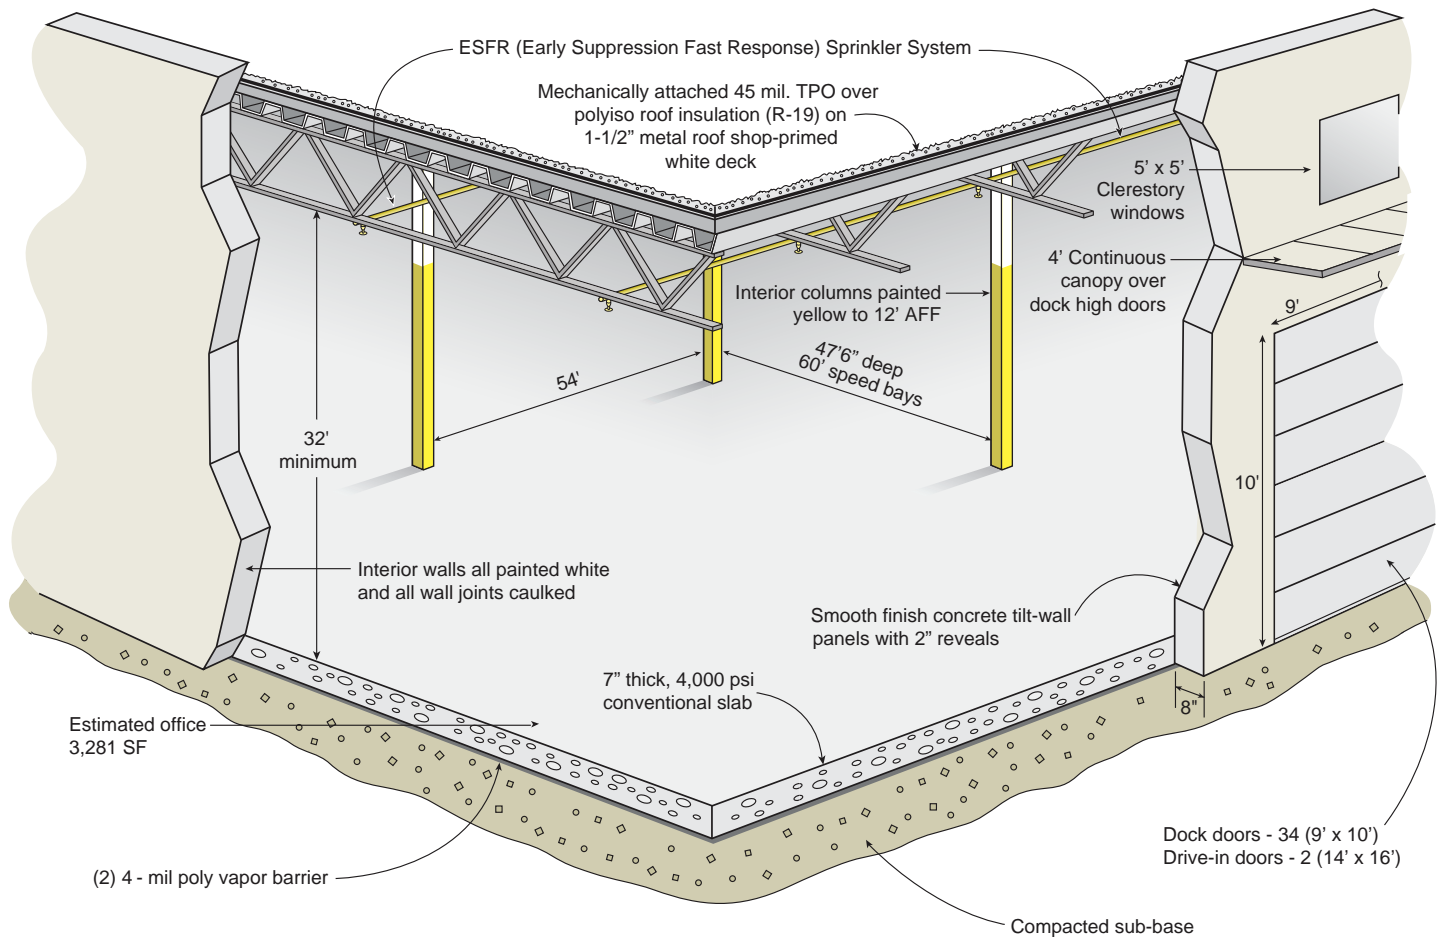 ESFR (Early Suppression Fast Response) Sprinkler System
Mechanically attached 45 mil. TPO over
polyiso roof insulation (R-19) on
1-1/2” metal roof shop-primed
white deck
5’ x 5’
Clerestory
windows
4’ Continuous
canopy over
dock high doors
Interior columns painted
yellow to 12’ AFF
9’
47’6” deep
60’ speed bays
54’
32’
minimum
10’
Interior walls all painted white
and all wall joints caulked
Smooth finish concrete tilt-wall
panels with 2” reveals
7” thick, 4,000 psi
conventional slab
8"
Estimated office
3,281 SF
Dock doors - 34 (9’ x 10’)
Drive-in doors - 2 (14’ x 16’)
(2) 4 - mil poly vapor barrier
Compacted sub-base